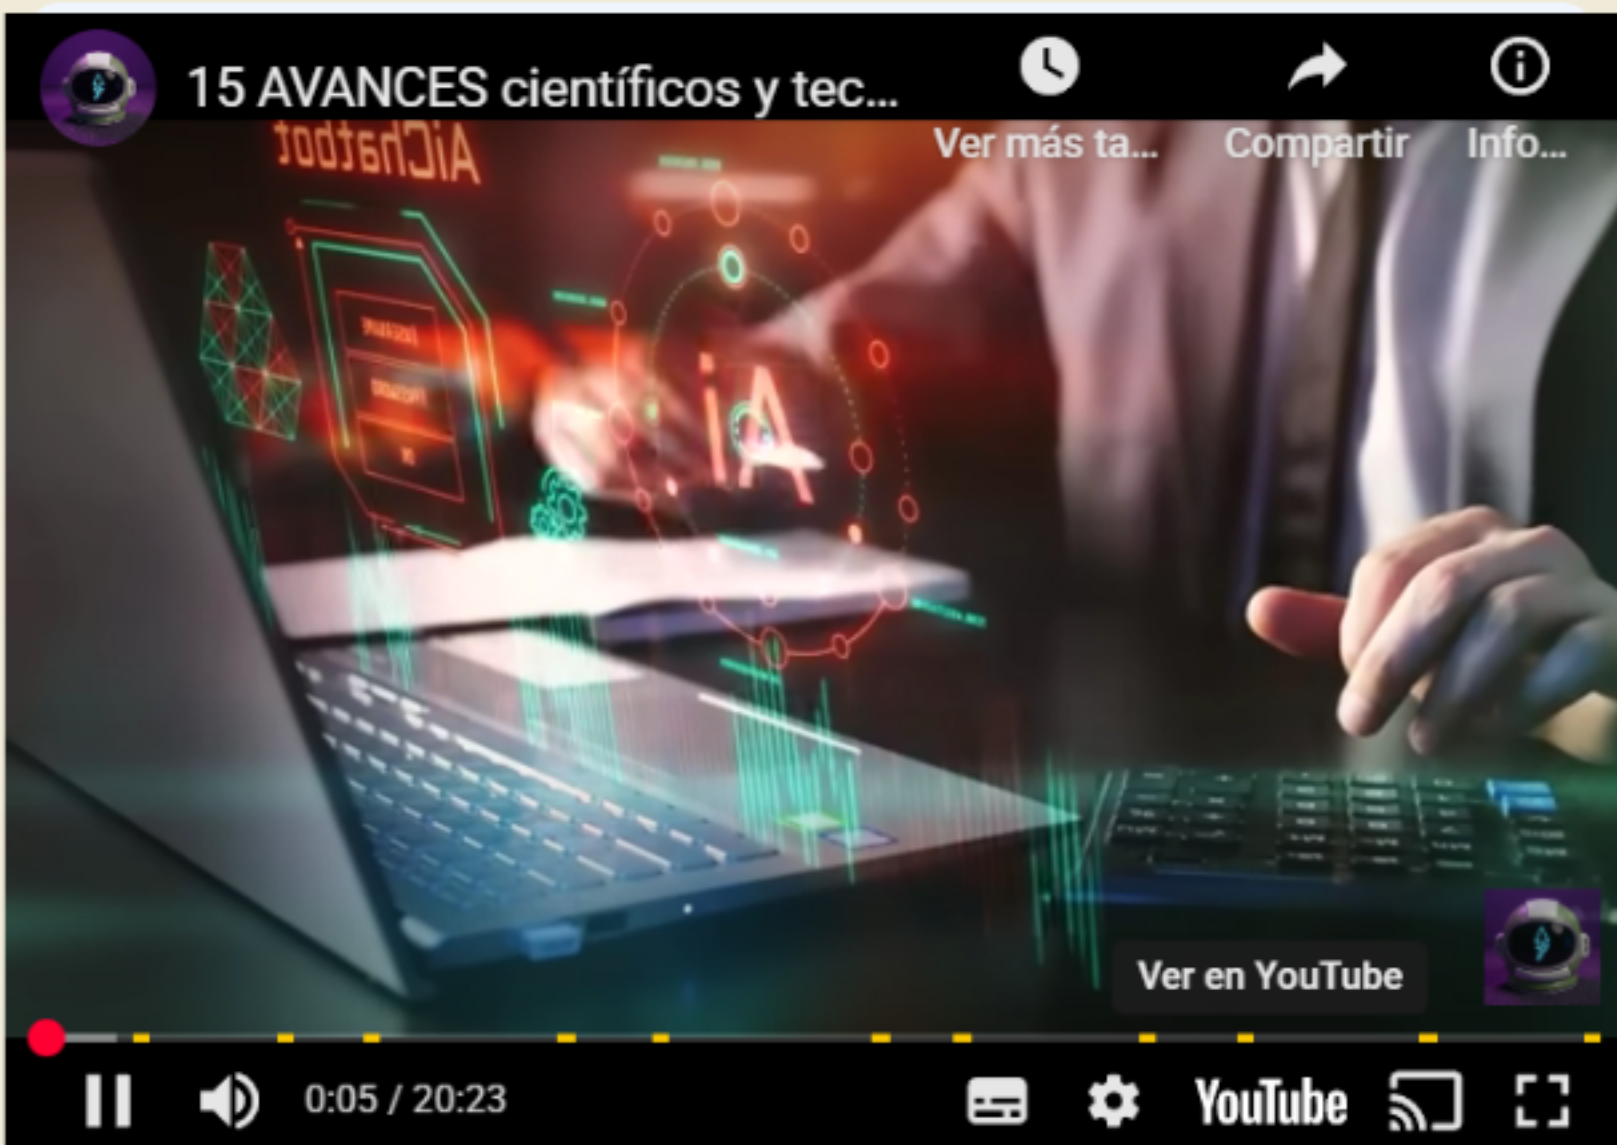 15 AVANCES científicos y tec...
Ver más ta...
Compartir
Info...
AiChatbot
iA
Ver en YouTube
0:05 / 20:23
YouTube